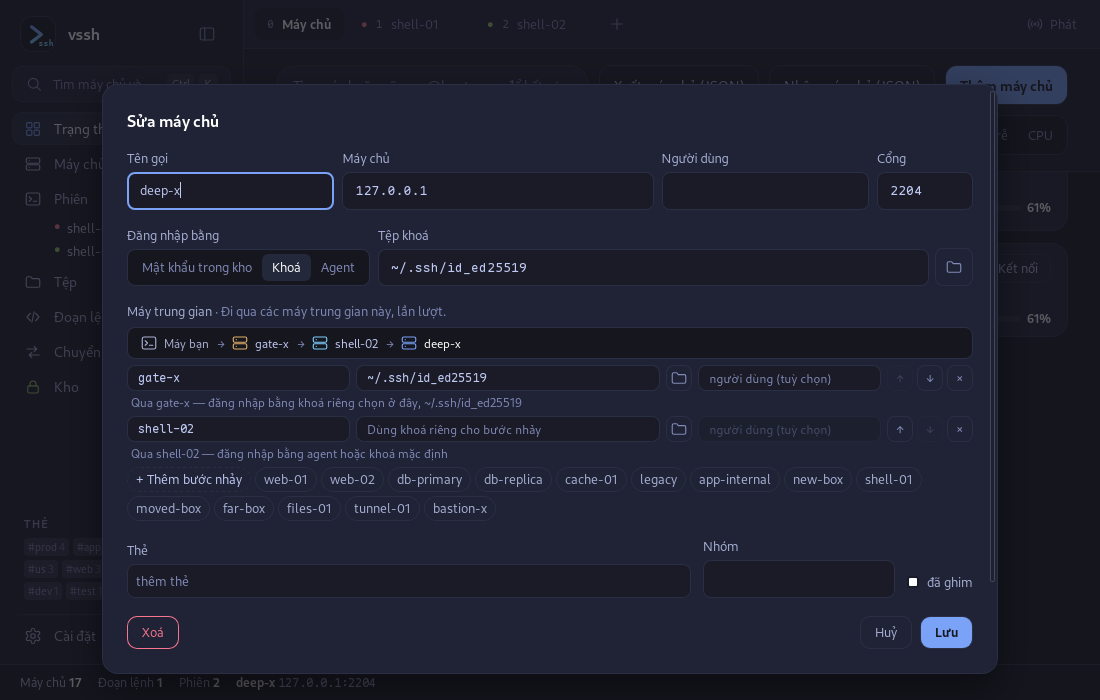 vssh
0 Máy chủ
1 shell-01
2 shell-02
Phát
Tìm máy chủ
Ctrl K
Thêm máy chủ
CPU
Máy chủ
Phiên
shell-
shell-
Tệp
Kho
61%
Kết nối
61%
Sửa máy chủ
Tên gọi
Máy chủ
Người dùng
Cổng
deep-x
127.0.0.1
2204
Đăng nhập bằng
Tệp khoá
Mật khẩu trong kho
Khoá
Agent
~/.ssh/id_ed25519
Máy trung gian · Đi qua các máy trung gian này, lần lượt.
Máy bạn → gate-x → shell-02 → deep-x
gate-x
~/.ssh/id_ed25519
người dùng (tuỳ chọn)
↑ ↓ ×
Qua gate-x — đăng nhập bằng khoá riêng chọn ở đây, ~/.ssh/id_ed25519
shell-02
Dùng khoá riêng cho bước nhảy
người dùng (tuỳ chọn)
↑ ↓ ×
Qua shell-02 — đăng nhập bằng agent hoặc khoá mặc định
+ Thêm bước nhảy web-01 web-02 db-primary db-replica cache-01 legacy app-internal new-box shell-01
moved-box far-box files-01 tunnel-01 bastion-x
Thẻ
Nhóm
thêm thẻ
đã ghim
Xoá
Huỷ
Lưu
THẺ
#prod 4 #app
#us 3 #web 3
#dev 1 #test 1
Cài đặt
Máy chủ 17 Đoạn lệnh 1 Phiên 2 deep-x 127.0.0.1:2204